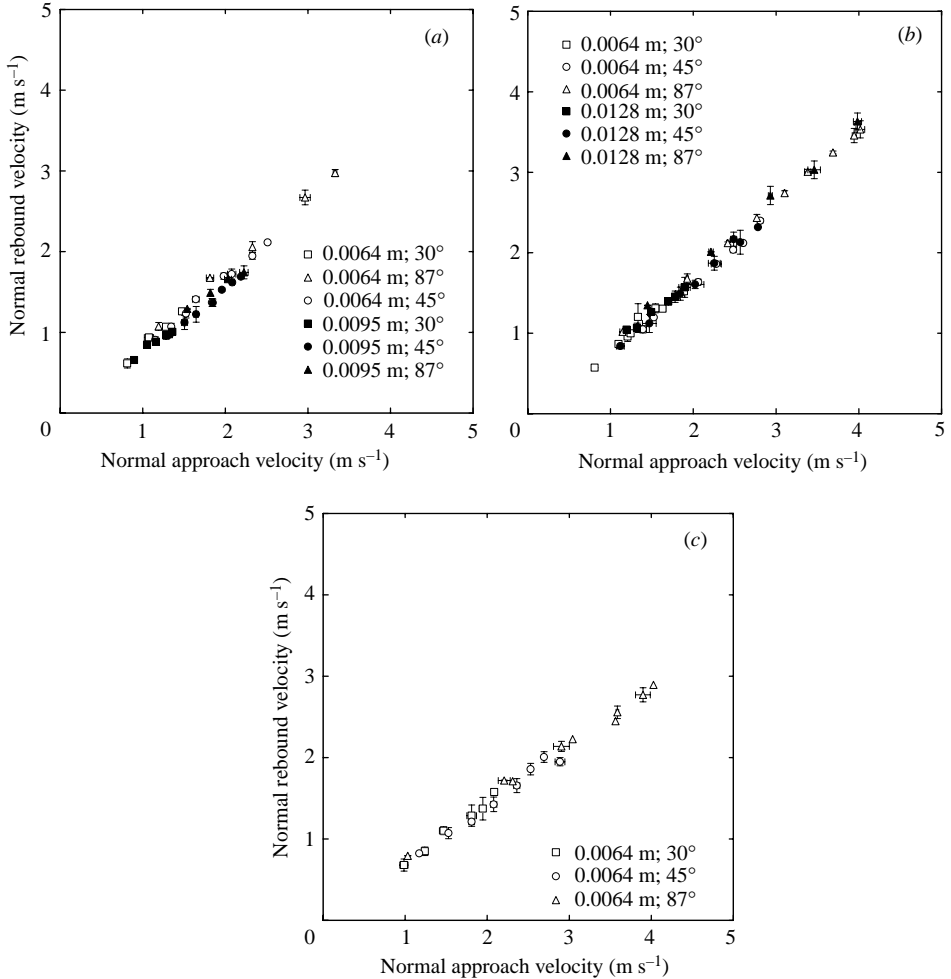 (a)
5
4
3
2
1
0
1
2
3
4
5
Normal rebound velocity (m s⁻¹)
Normal approach velocity (m s⁻¹)
0.0064 m; 30°
0.0064 m; 87°
0.0064 m; 45°
0.0095 m; 30°
0.0095 m; 45°
0.0095 m; 87°
(b)
5
4
3
2
1
0
1
2
3
4
5
Normal approach velocity (m s⁻¹)
0.0064 m; 30°
0.0064 m; 45°
0.0064 m; 87°
0.0128 m; 30°
0.0128 m; 45°
0.0128 m; 87°
(c)
5
4
3
2
1
0
1
2
3
4
5
Normal rebound velocity (m s⁻¹)
Normal approach velocity (m s⁻¹)
0.0064 m; 30°
0.0064 m; 45°
0.0064 m; 87°